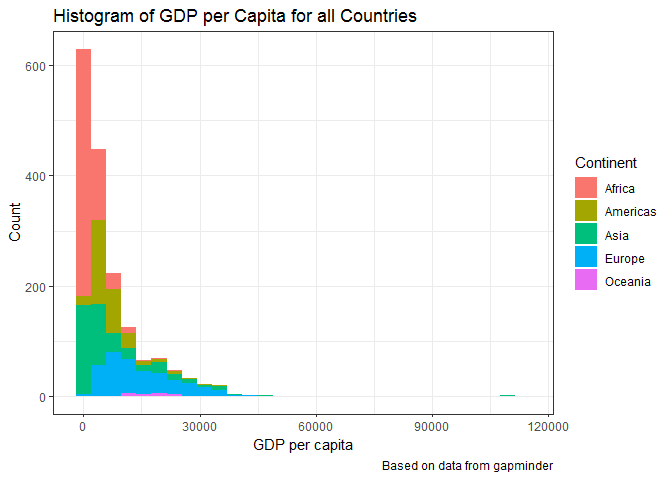 Histogram of GDP per Capita for all Countries
600
400
200
0
Count
0 30000 60000 90000 120000
GDP per capita
Continent
Africa
Americas
Asia
Europe
Oceania
Based on data from gapminder